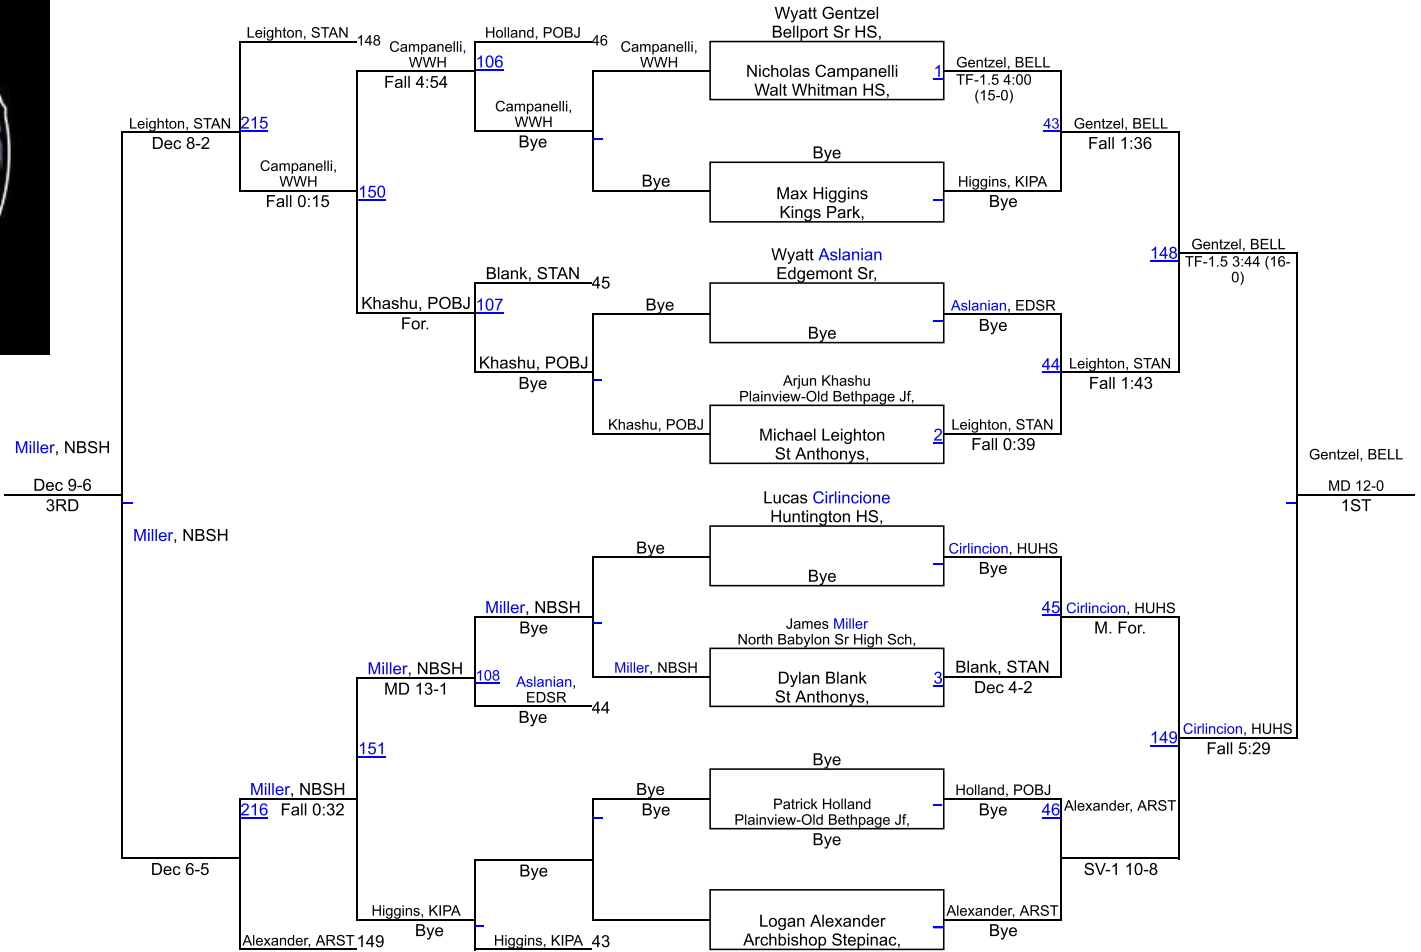 Wyatt Gentzel
Bellport Sr HS,
Leighton, STAN
148
Holland, POBJ
46
Campanelli,
WWH
Fall 4:54
106
Campanelli,
WWH
Nicholas Campanelli
Walt Whitman HS,
1
Gentzel, BELL
TF-1.5 4:00
(15-0)
Campanelli,
WWH
Bye
Leighton, STAN
215
Dec 8-2
43
Gentzel, BELL
Fall 1:36
Bye
Campanelli,
WWH
Fall 0:15
150
Bye
Max Higgins
Kings Park,
Higgins, KIPA
Bye
Wyatt Aslanian
Edgemont Sr,
148
Gentzel, BELL
TF-1.5 3:44 (16-
0)
Blank, STAN
45
Khashu, POBJ
107
For.
Bye
Bye
Aslanian, EDSR
Bye
Khashu, POBJ
Bye
44
Leighton, STAN
Fall 1:43
Arjun Khashu
Plainview-Old Bethpage Jf,
Khashu, POBJ
Michael Leighton
St Anthonys,
2
Leighton, STAN
Fall 0:39
Miller, NBSH
Dec 9-6
3RD
Gentzel, BELL
MD 12-0
1ST
Lucas Cirlincione
Huntington HS,
Miller, NBSH
Bye
Bye
Cirlincion, HUHS
Bye
Miller, NBSH
Bye
45
Cirlincion, HUHS
M. For.
James Miller
North Babylon Sr High Sch,
Miller, NBSH
MD 13-1
108
Aslanian,
EDSR
Bye
44
Miller, NBSH
Dylan Blank
St Anthonys,
3
Blank, STAN
Dec 4-2
151
149
Cirlincion, HUHS
Fall 5:29
Bye
Miller, NBSH
216
Fall 0:32
Bye
Bye
Patrick Holland
Plainview-Old Bethpage Jf,
Holland, POBJ
Bye
46
Alexander, ARST
Bye
Dec 6-5
Bye
SV-1 10-8
Higgins, KIPA
Bye
Logan Alexander
Archbishop Stepinac,
Alexander, ARST
Bye
Alexander, ARST
149
Higgins, KIPA
43